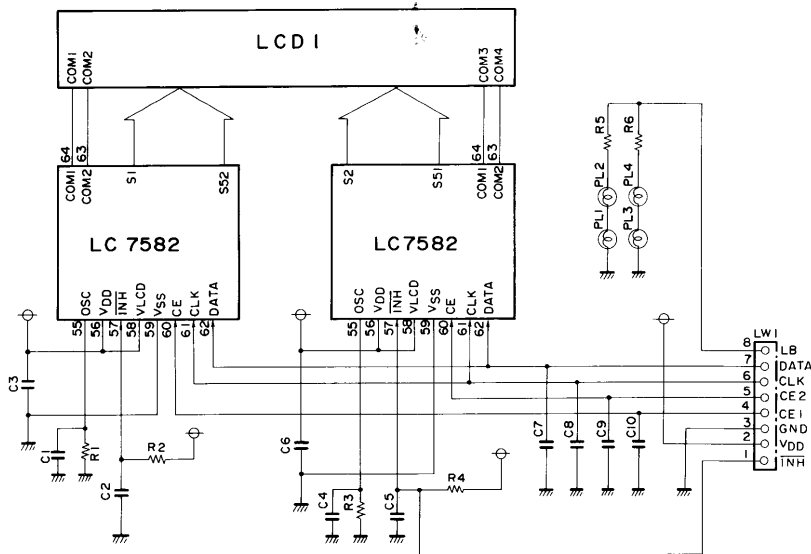 LCD1
COM1
COM2
COM3
COM4
64
63
64
63
COM1
COM2
S1
S52
S2
S51
COM1
COM2
LC7582
LC7582
OSC
VDD
INH
VLCD
VSS
CE
CLK
DATA
55
56
57
58
59
60
61
62
OSC
VDD
INH
VLCD
VSS
CE
CLK
DATA
55
56
57
58
59
60
61
62
R5
R6
PL2
PL4
PL1
PL3
LW1
8 LB
7 DATA
6 CLK
5 CE2
4 CE1
3 GND
2 VDD
1 INH
C3
C1
R1
R2
C2
C6
C4
R3
C5
R4
C7
C8
C9
C10